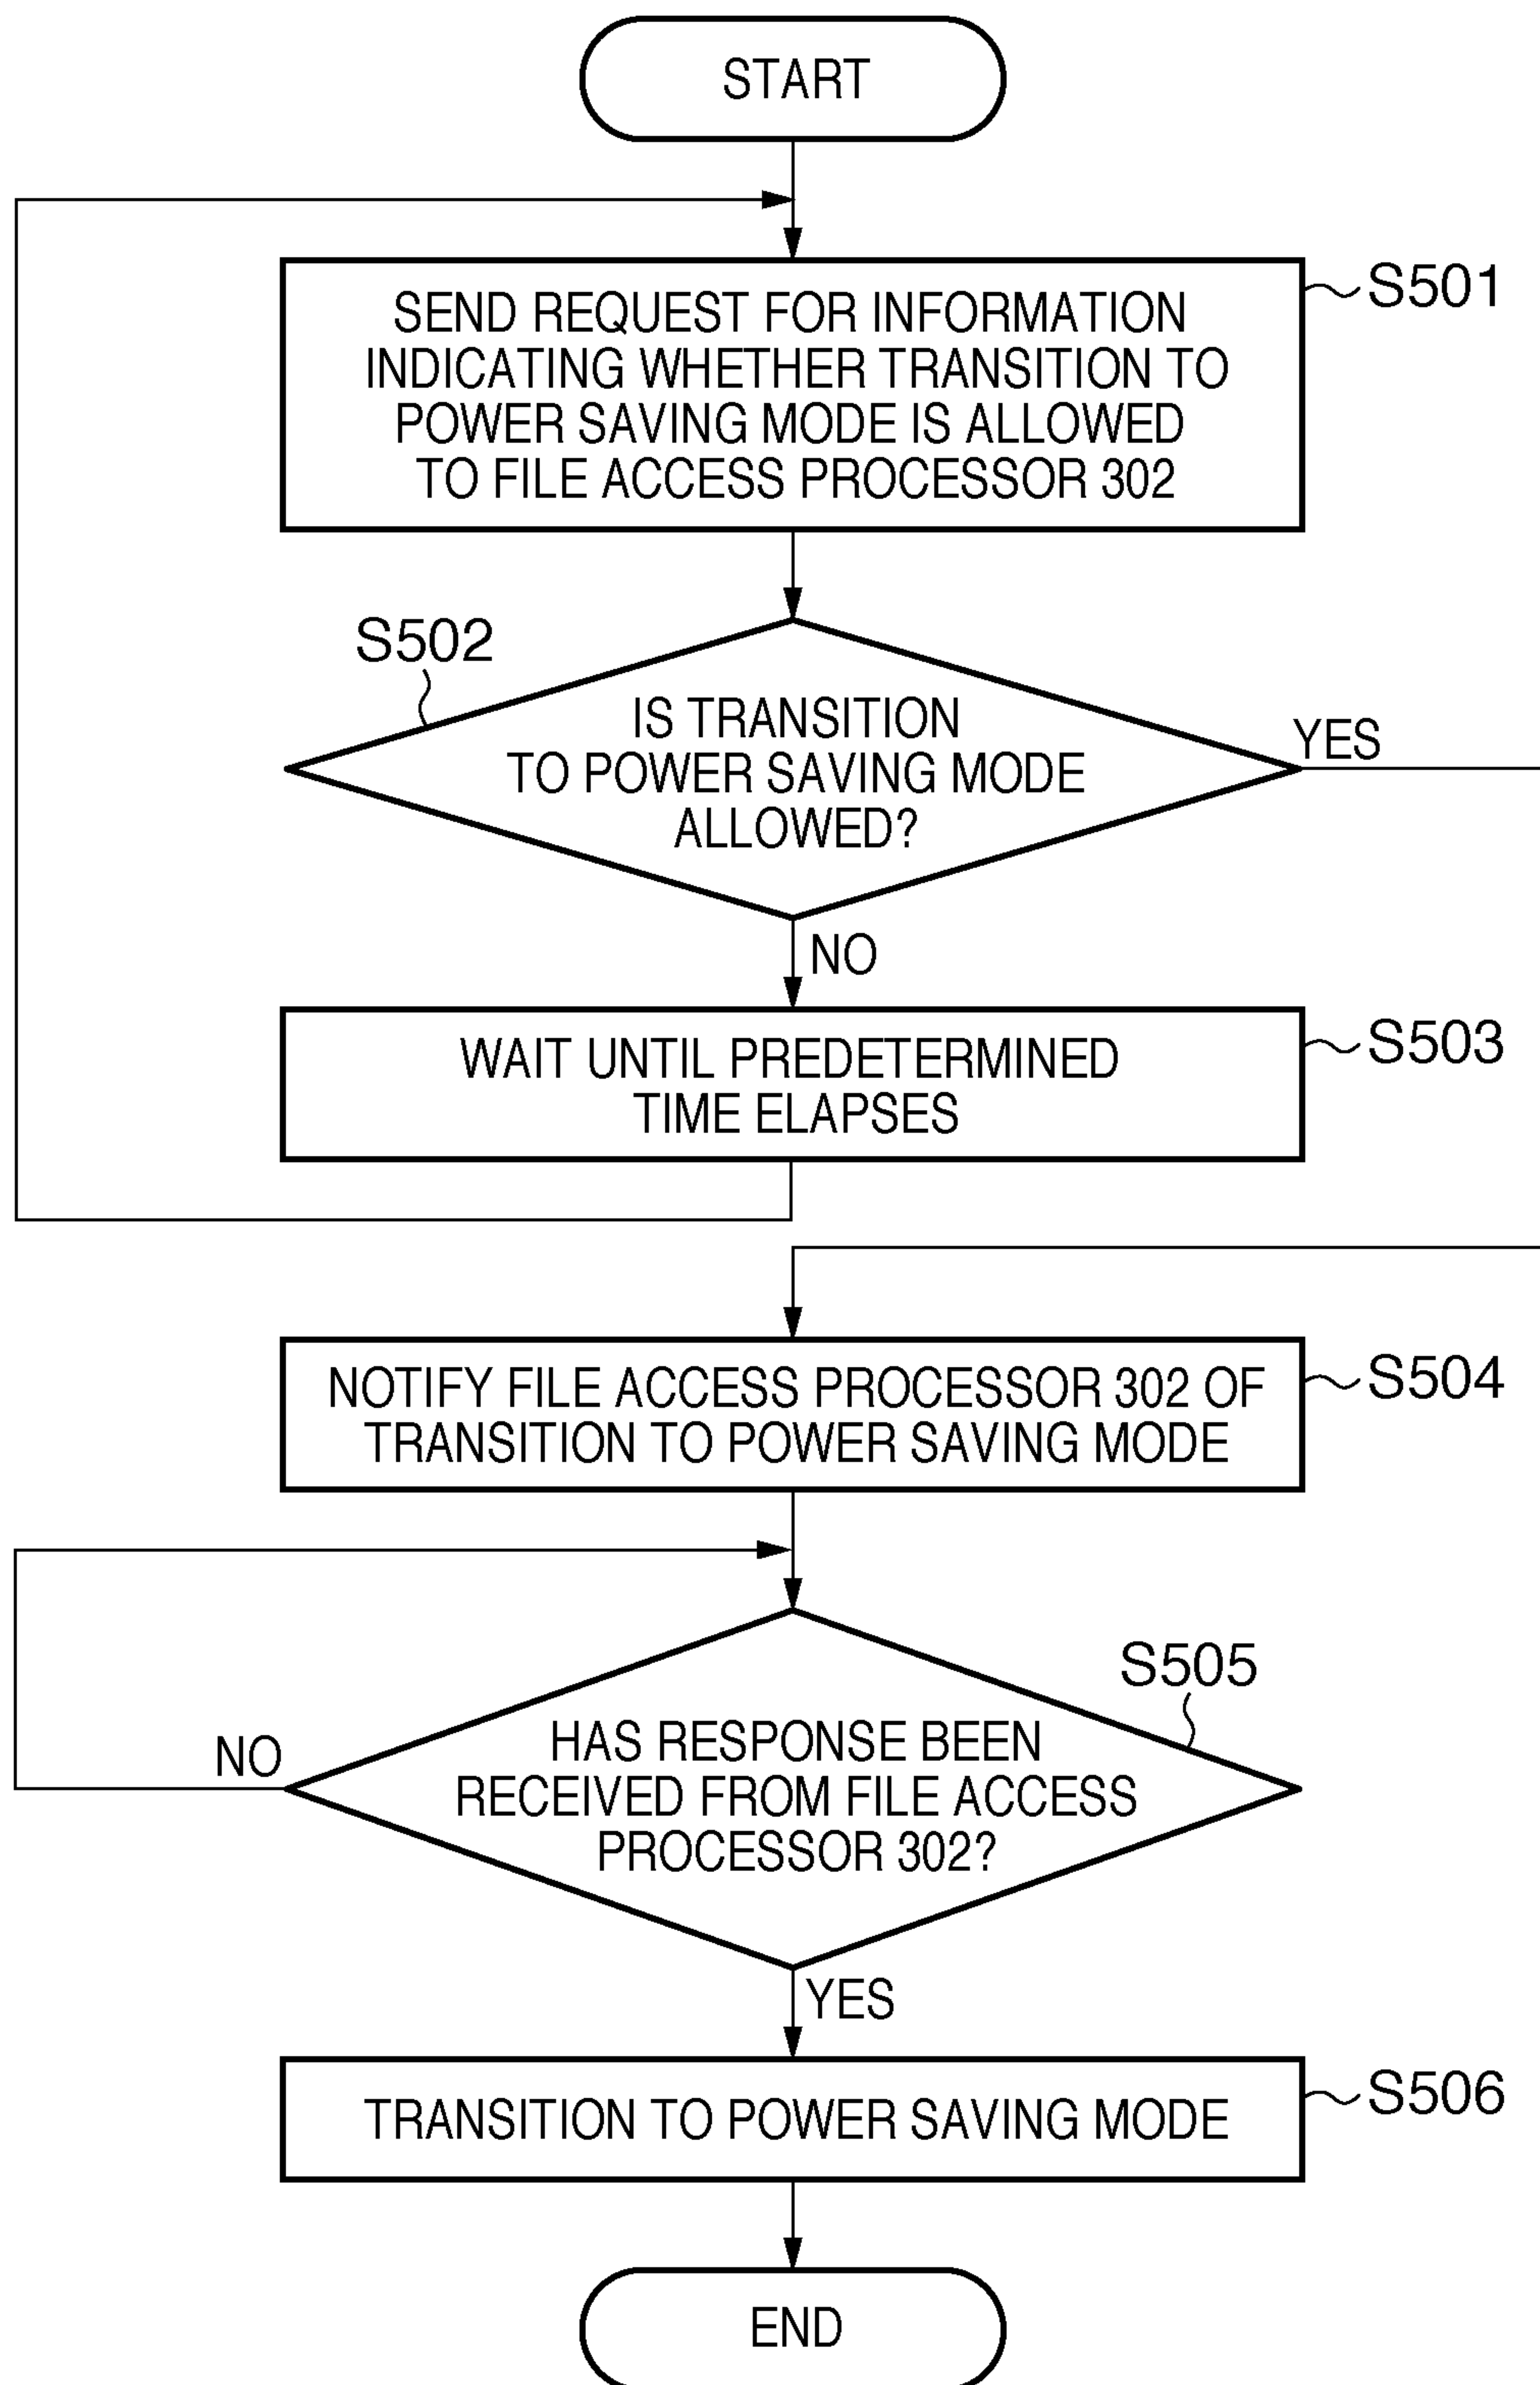 START
SEND REQUEST FOR INFORMATION
INDICATING WHETHER TRANSITION TO
POWER SAVING MODE IS ALLOWED
TO FILE ACCESS PROCESSOR 302
S501
S502
IS TRANSITION
TO POWER SAVING MODE
ALLOWED?
YES
NO
WAIT UNTIL PREDETERMINED
TIME ELAPSES
S503
NOTIFY FILE ACCESS PROCESSOR 302 OF
TRANSITION TO POWER SAVING MODE
S504
S505
HAS RESPONSE BEEN
RECEIVED FROM FILE ACCESS
PROCESSOR 302?
NO
YES
TRANSITION TO POWER SAVING MODE
S506
END